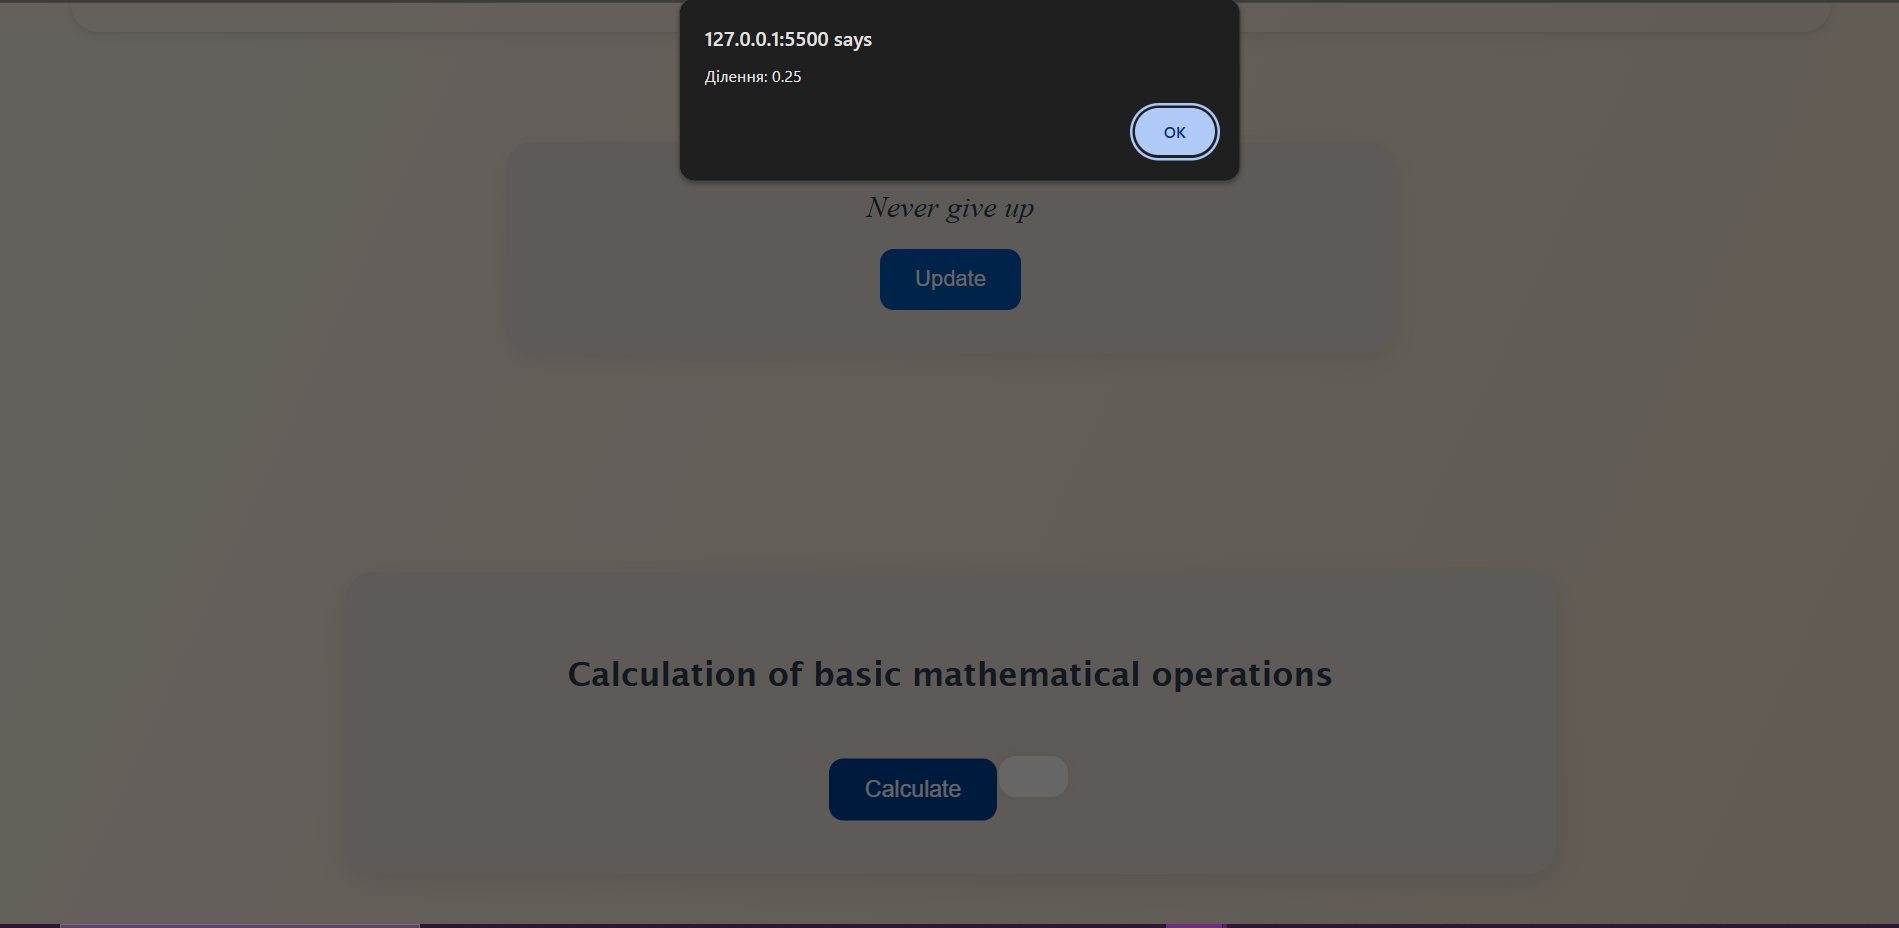 127.0.0.1:5500 says
Ділення: 0.25
OK
Never give up
Update
Calculation of basic mathematical operations
Calculate